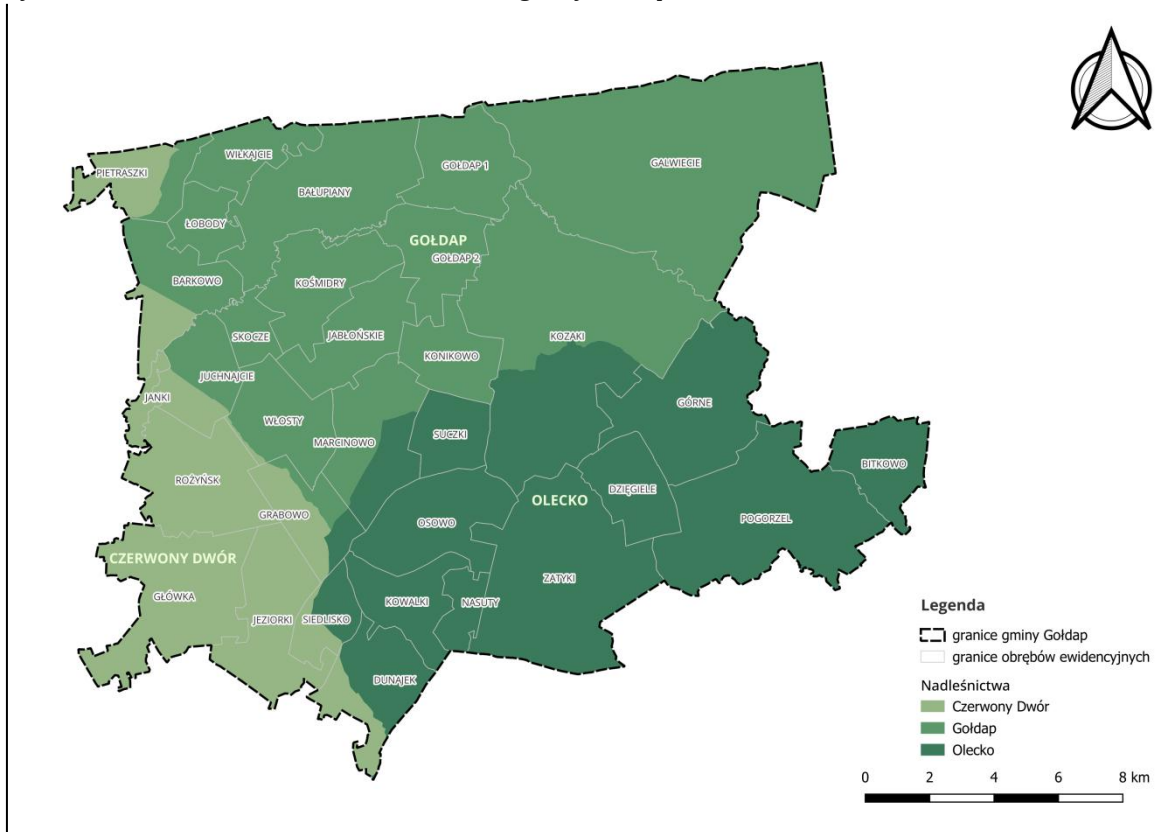 WIŁKAJCIE
GOŁDAP 1
GALWIECIE
PIETRASZKI
BAŁUPIANY
ŁOBODY
GOŁDAP
GOŁDAP 2
BARKOWO
KOŚMIDRY
SKOCZE
JABŁOŃSKIE
KOZAKI
KONIKOWO
JUCHNAJCIE
JANKI
GÓRNE
WŁOSTY
SUCZKI
MARCINOWO
BITKOWO
ROŻYŃSK
DZIĘGIELE
OLECKO
GRABOWO
OSOWO
POGORZEL
CZERWONY DWÓR
ZĄTYKI
GŁÓWKA
KOWALKI
NASUTY
JEZIORKI
SIEDLISKO
DUNAJEK
Legenda
granice gminy Gołdap
granice obrębów ewidencyjnych
Nadleśnictwa
Czerwony Dwór
Gołdap
Olecko
0 2 4 6 8 km